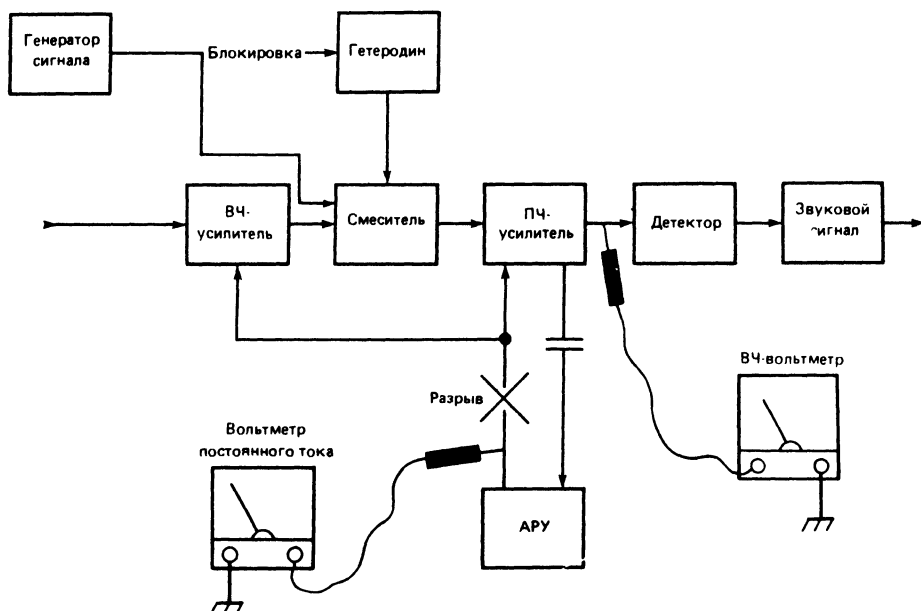 Генератор
сигнала
Блокировка
Гетеродин
ВЧ-
усилитель
Смеситель
ПЧ-
усилитель
Детектор
Звуковой
сигнал
Разрыв
ВЧ-вольтметр
Вольтметр
постоянного тока
АРУ